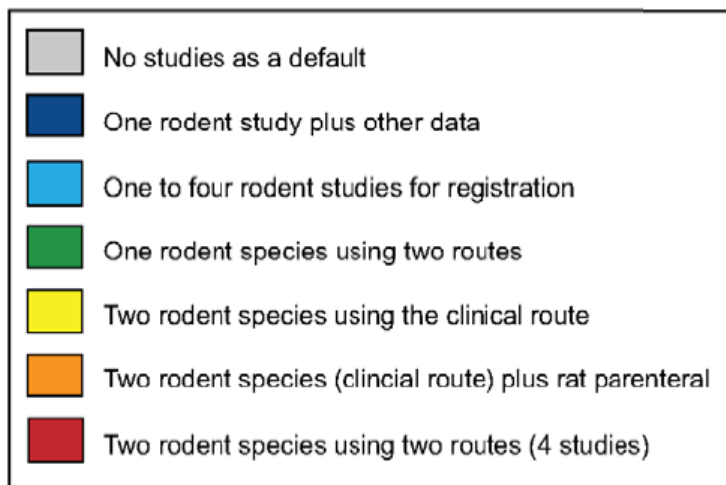 No studies as a default
One rodent study plus other data
One to four rodent studies for registration
One rodent species using two routes
Two rodent species using the clinical route
Two rodent species (clincial route) plus rat parenteral
Two rodent species using two routes (4 studies)